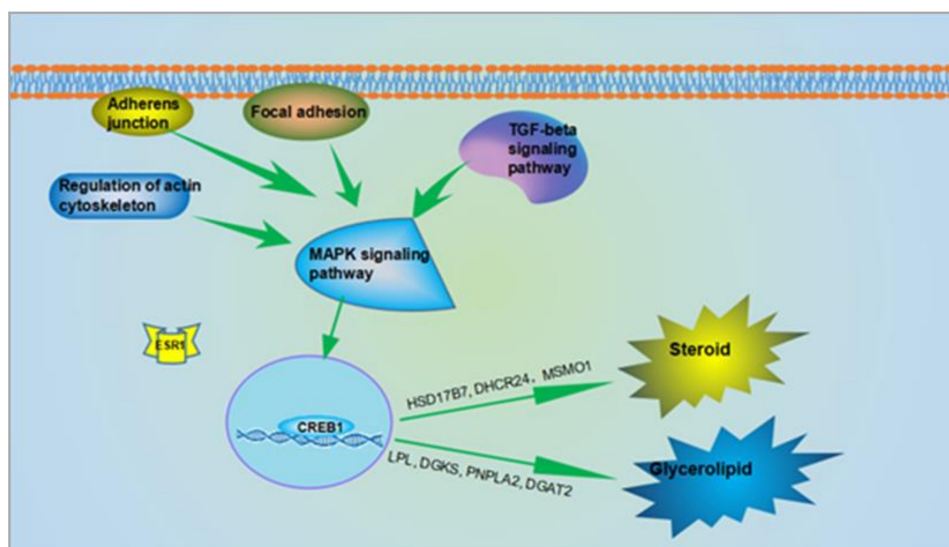 Adherens
junction
Focal adhesion
TGF-beta
signaling
pathway
Regulation of actin
cytoskeleton
MAPK signaling
pathway
ESR1
Steroid
HSD17B7, DHCR24, MSMO1
CREB1
LPL, DGKS, PNPLA2, DGAT2
Glycerolipid